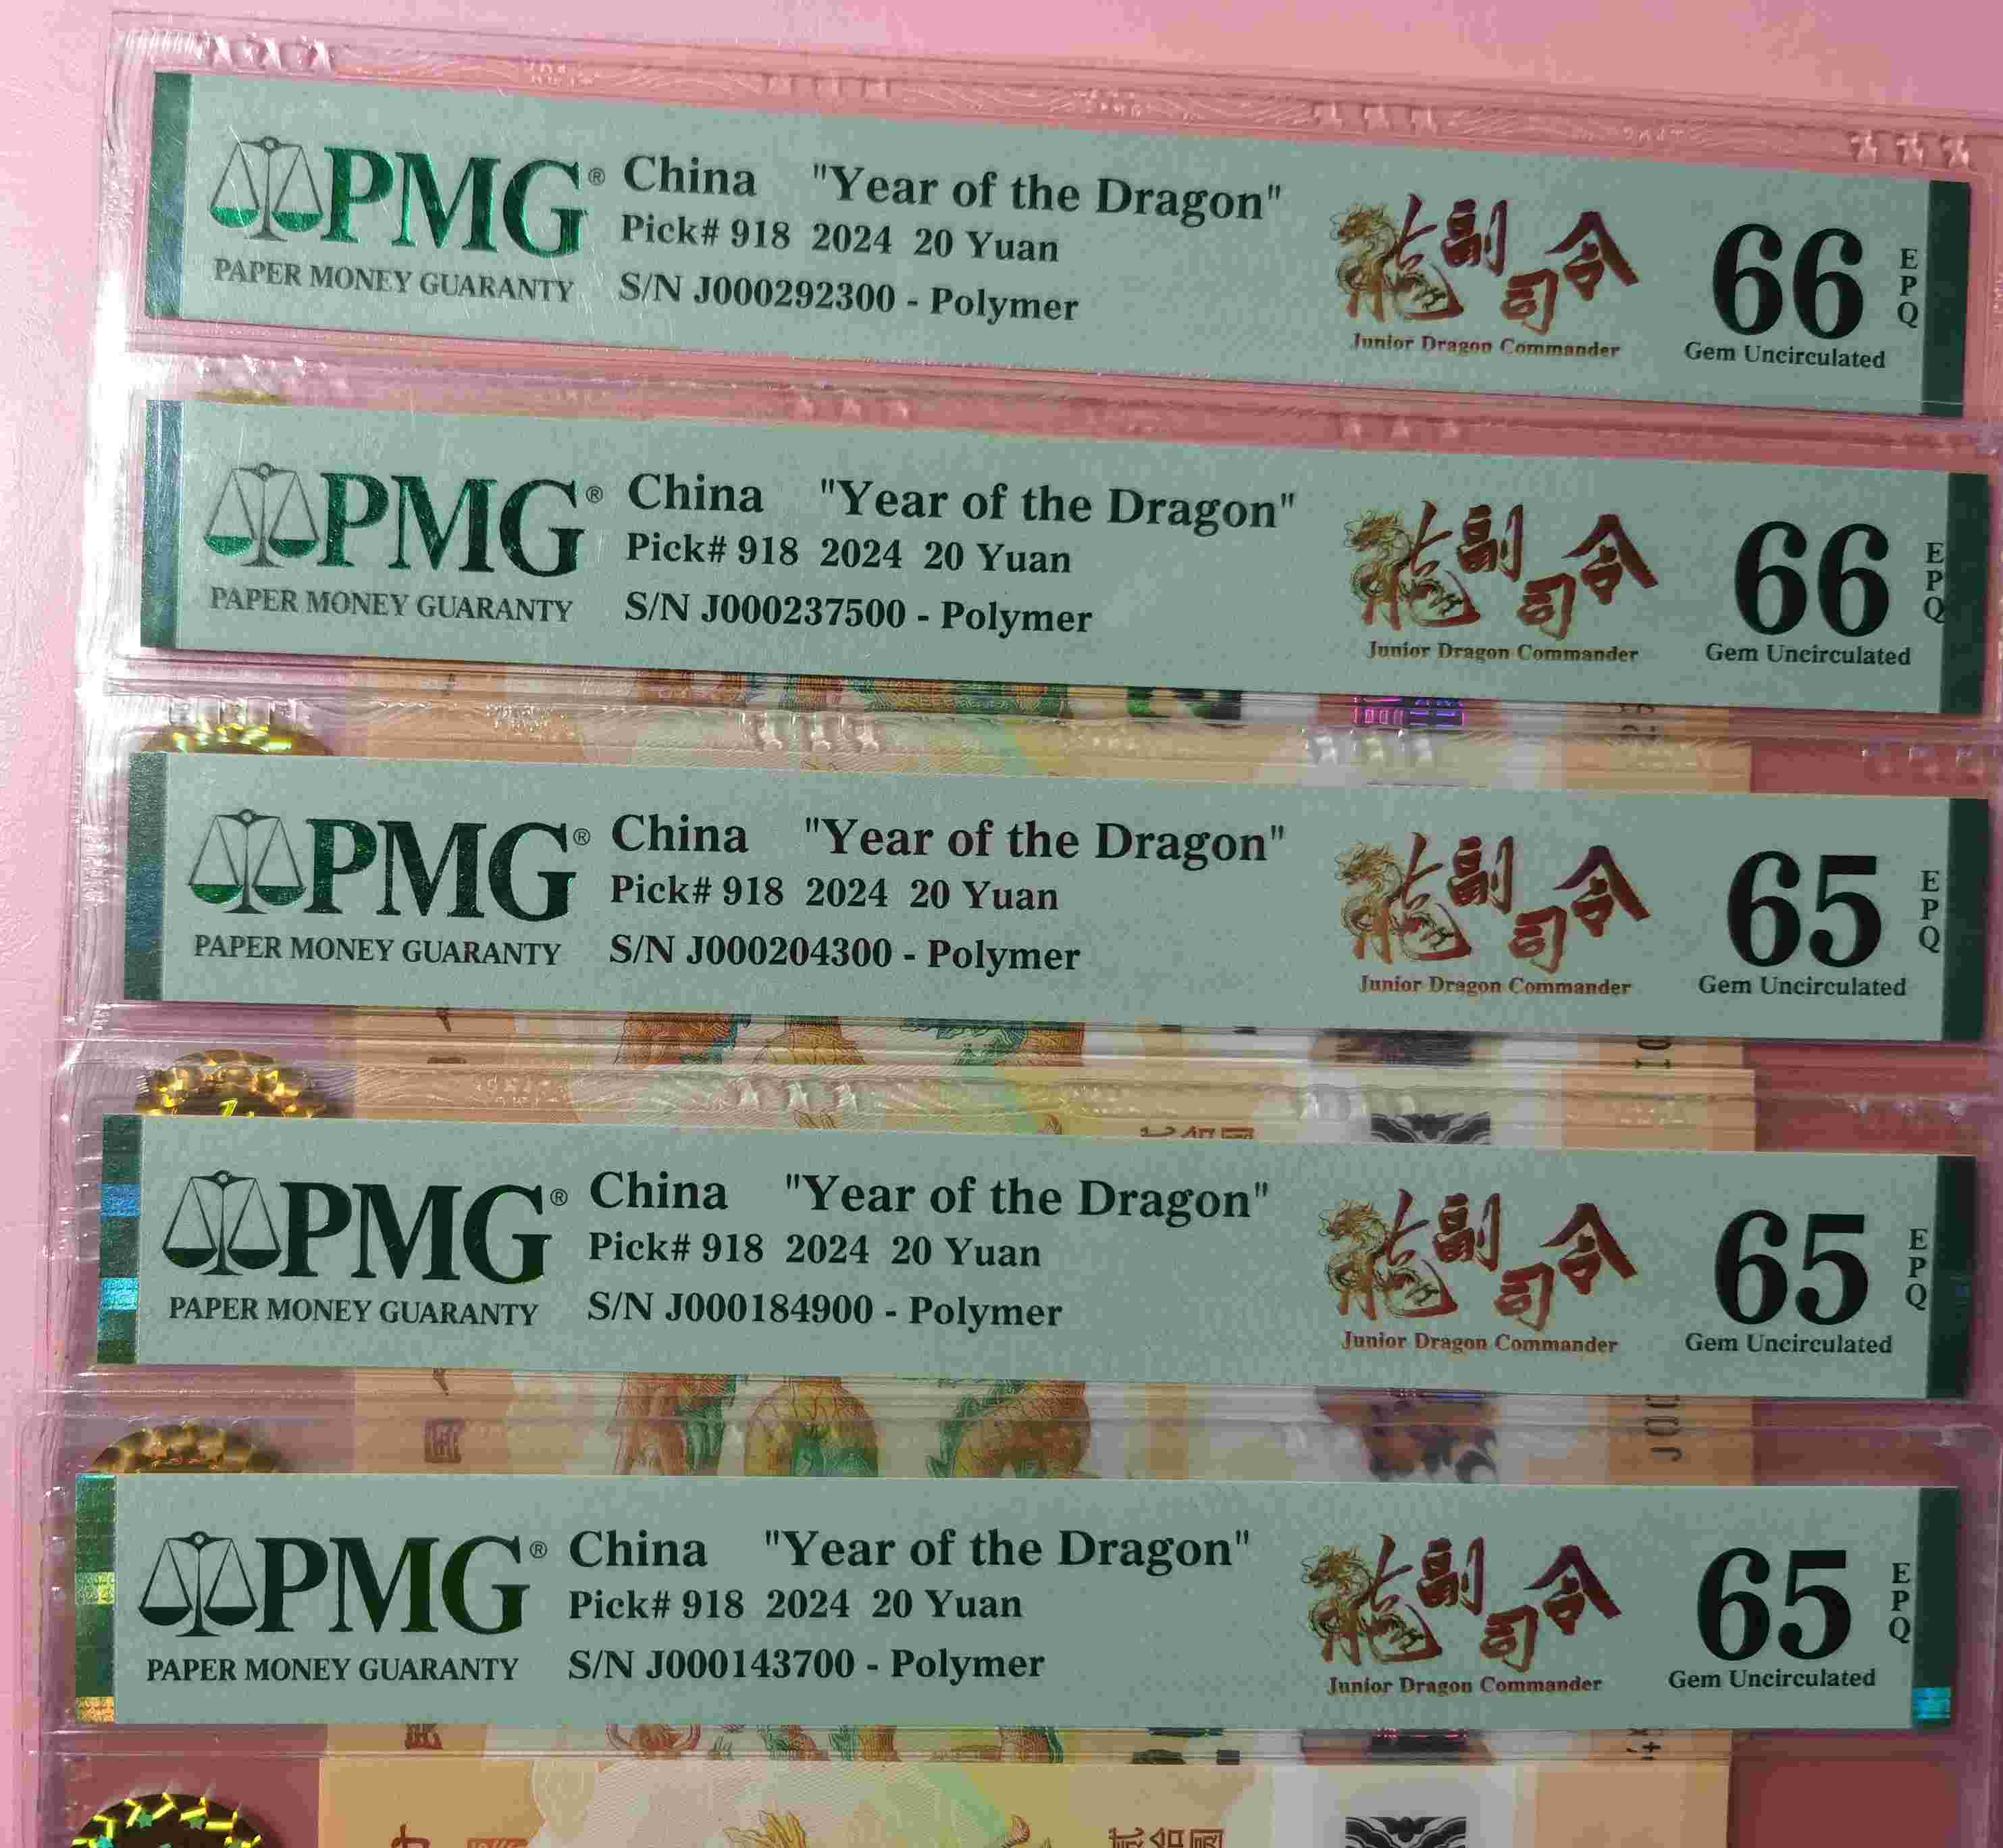 PMG® China "Year of the Dragon"
Pick# 918 2024 20 Yuan
PAPER MONEY GUARANTY S/N J000292300 - Polymer
龙副司令
Junior Dragon Commander
66 EPQ
Gem Uncirculated
PMG® China "Year of the Dragon"
Pick# 918 2024 20 Yuan
PAPER MONEY GUARANTY S/N J000237500 - Polymer
龙副司令
Junior Dragon Commander
66 EPQ
Gem Uncirculated
PMG® China "Year of the Dragon"
Pick# 918 2024 20 Yuan
PAPER MONEY GUARANTY S/N J000204300 - Polymer
龙副司令
Junior Dragon Commander
65 EPQ
Gem Uncirculated
PMG® China "Year of the Dragon"
Pick# 918 2024 20 Yuan
PAPER MONEY GUARANTY S/N J000184900 - Polymer
龙副司令
Junior Dragon Commander
65 EPQ
Gem Uncirculated
PMG® China "Year of the Dragon"
Pick# 918 2024 20 Yuan
PAPER MONEY GUARANTY S/N J000143700 - Polymer
龙副司令
Junior Dragon Commander
65 EPQ
Gem Uncirculated